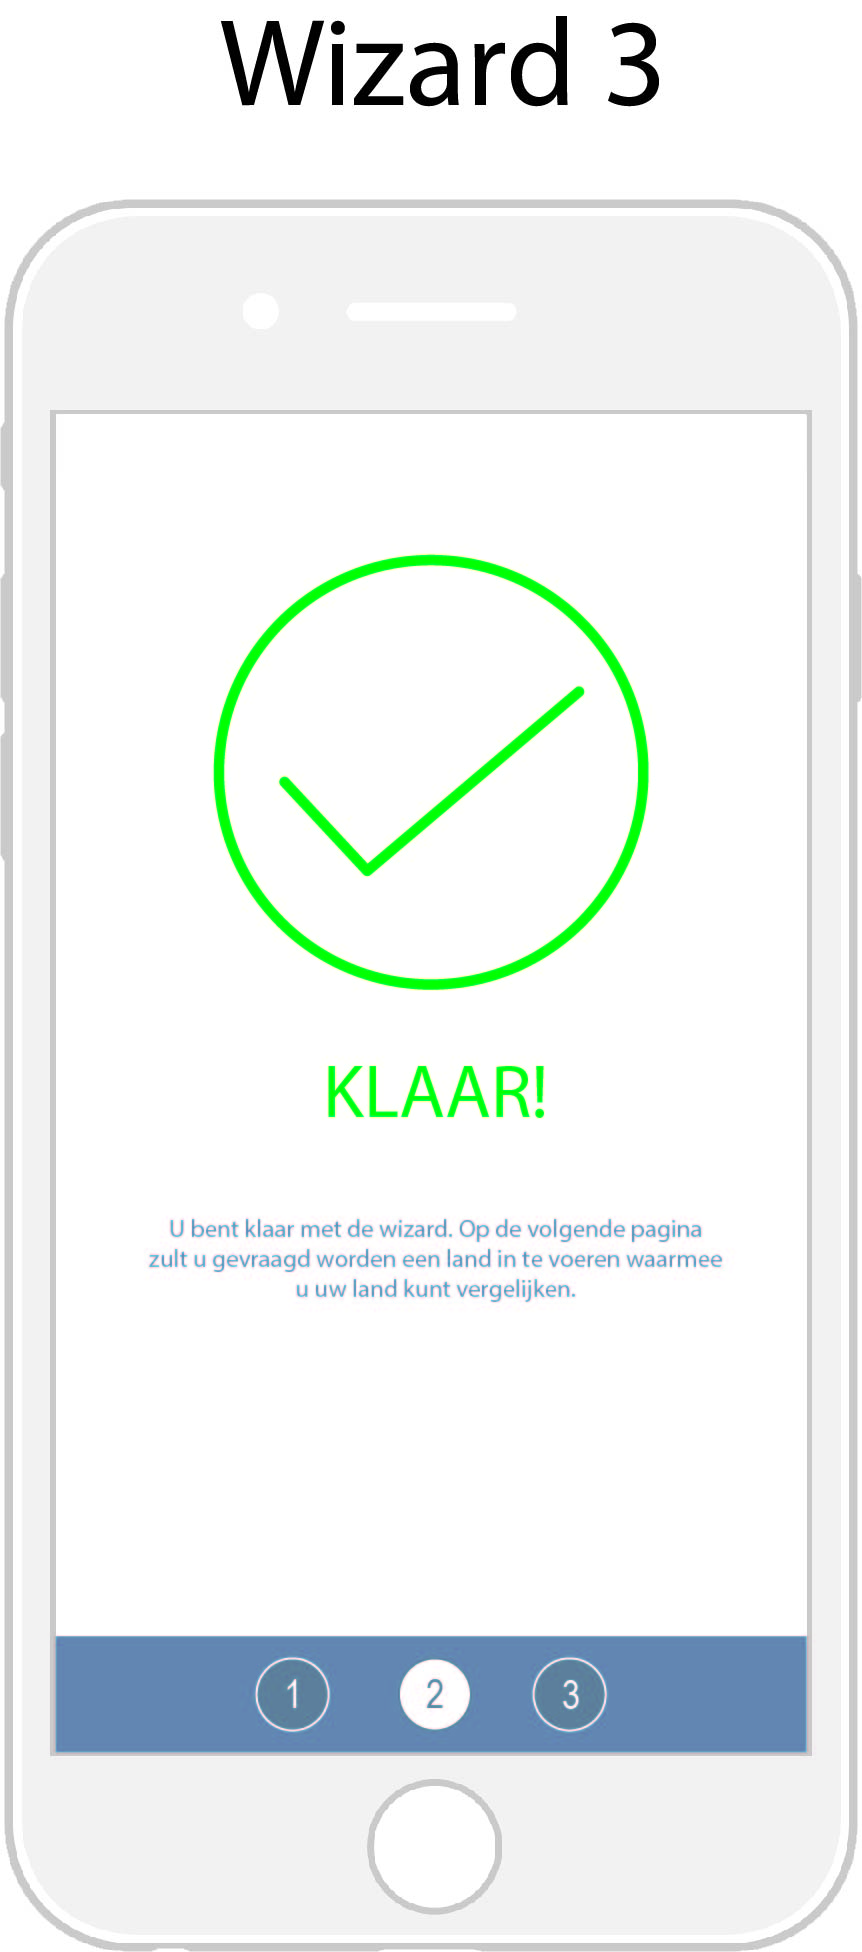 Wizard 3
KLAAR!
U bent klaar met de wizard. Op de volgende pagina
zult u gevraagd worden een land in te voeren waarmee
u uw land kunt vergelijken.
1 2 3